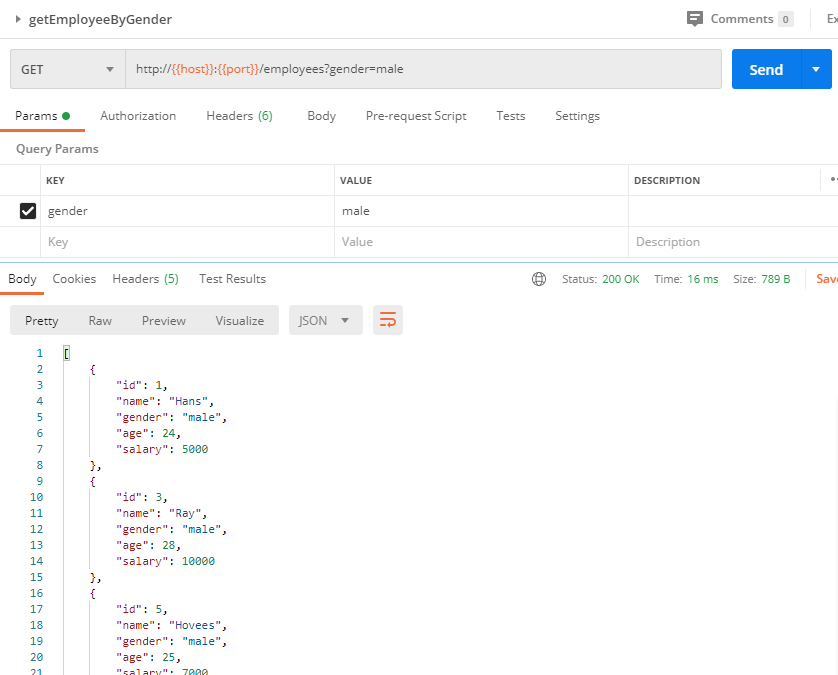 getEmployeeByGender Comments 0 Ex
GET http://{{host}}:{{port}}/employees?gender=male Send
Params Authorization Headers (6) Body Pre-request Script Tests Settings
Query Params
KEY VALUE DESCRIPTION
gender male
Key Value Description
Body Cookies Headers (5) Test Results Status: 200 OK Time: 16 ms Size: 789 B Save
Pretty Raw Preview Visualize JSON
1 [
2 {
3 "id": 1,
4 "name": "Hans",
5 "gender": "male",
6 "age": 24,
7 "salary": 5000
8 },
9 {
10 "id": 3,
11 "name": "Ray",
12 "gender": "male",
13 "age": 28,
14 "salary": 10000
15 },
16 {
17 "id": 5,
18 "name": "Hovees",
19 "gender": "male",
20 "age": 25,
21 "salary": 7000